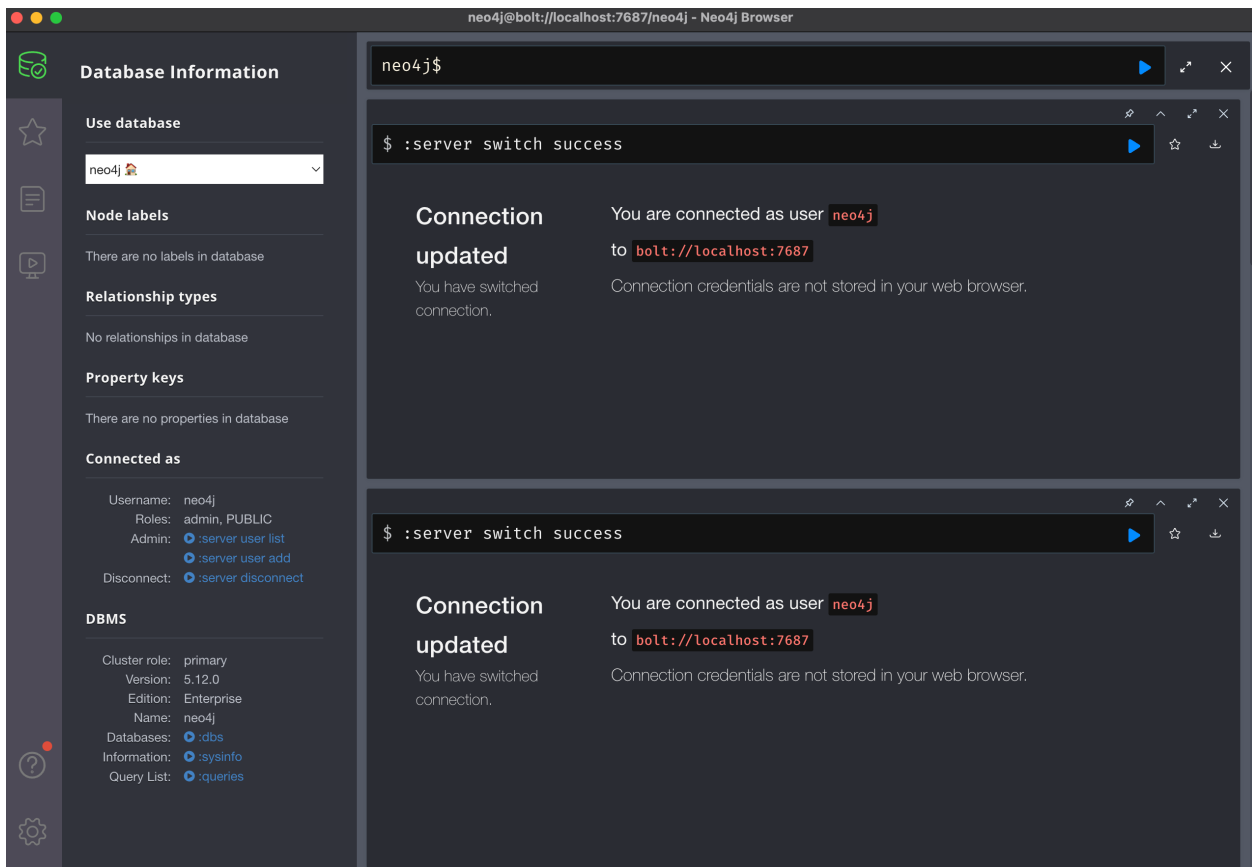 neo4j@bolt://localhost:7687/neo4j - Neo4j Browser
Database Information
Use database
neo4j
Node labels
There are no labels in database
Relationship types
No relationships in database
Property keys
There are no properties in database
Connected as
Username: neo4j
Roles: admin, PUBLIC
Admin: :server user list
:server user add
Disconnect: :server disconnect
DBMS
Cluster role: primary
Version: 5.12.0
Edition: Enterprise
Name: neo4j
Databases: :dbs
Information: :sysinfo
Query List: :queries
neo4j$
$ :server switch success
Connection
updated
You have switched
connection.
You are connected as user neo4j
to bolt://localhost:7687
Connection credentials are not stored in your web browser.
$ :server switch success
Connection
updated
You have switched
connection.
You are connected as user neo4j
to bolt://localhost:7687
Connection credentials are not stored in your web browser.